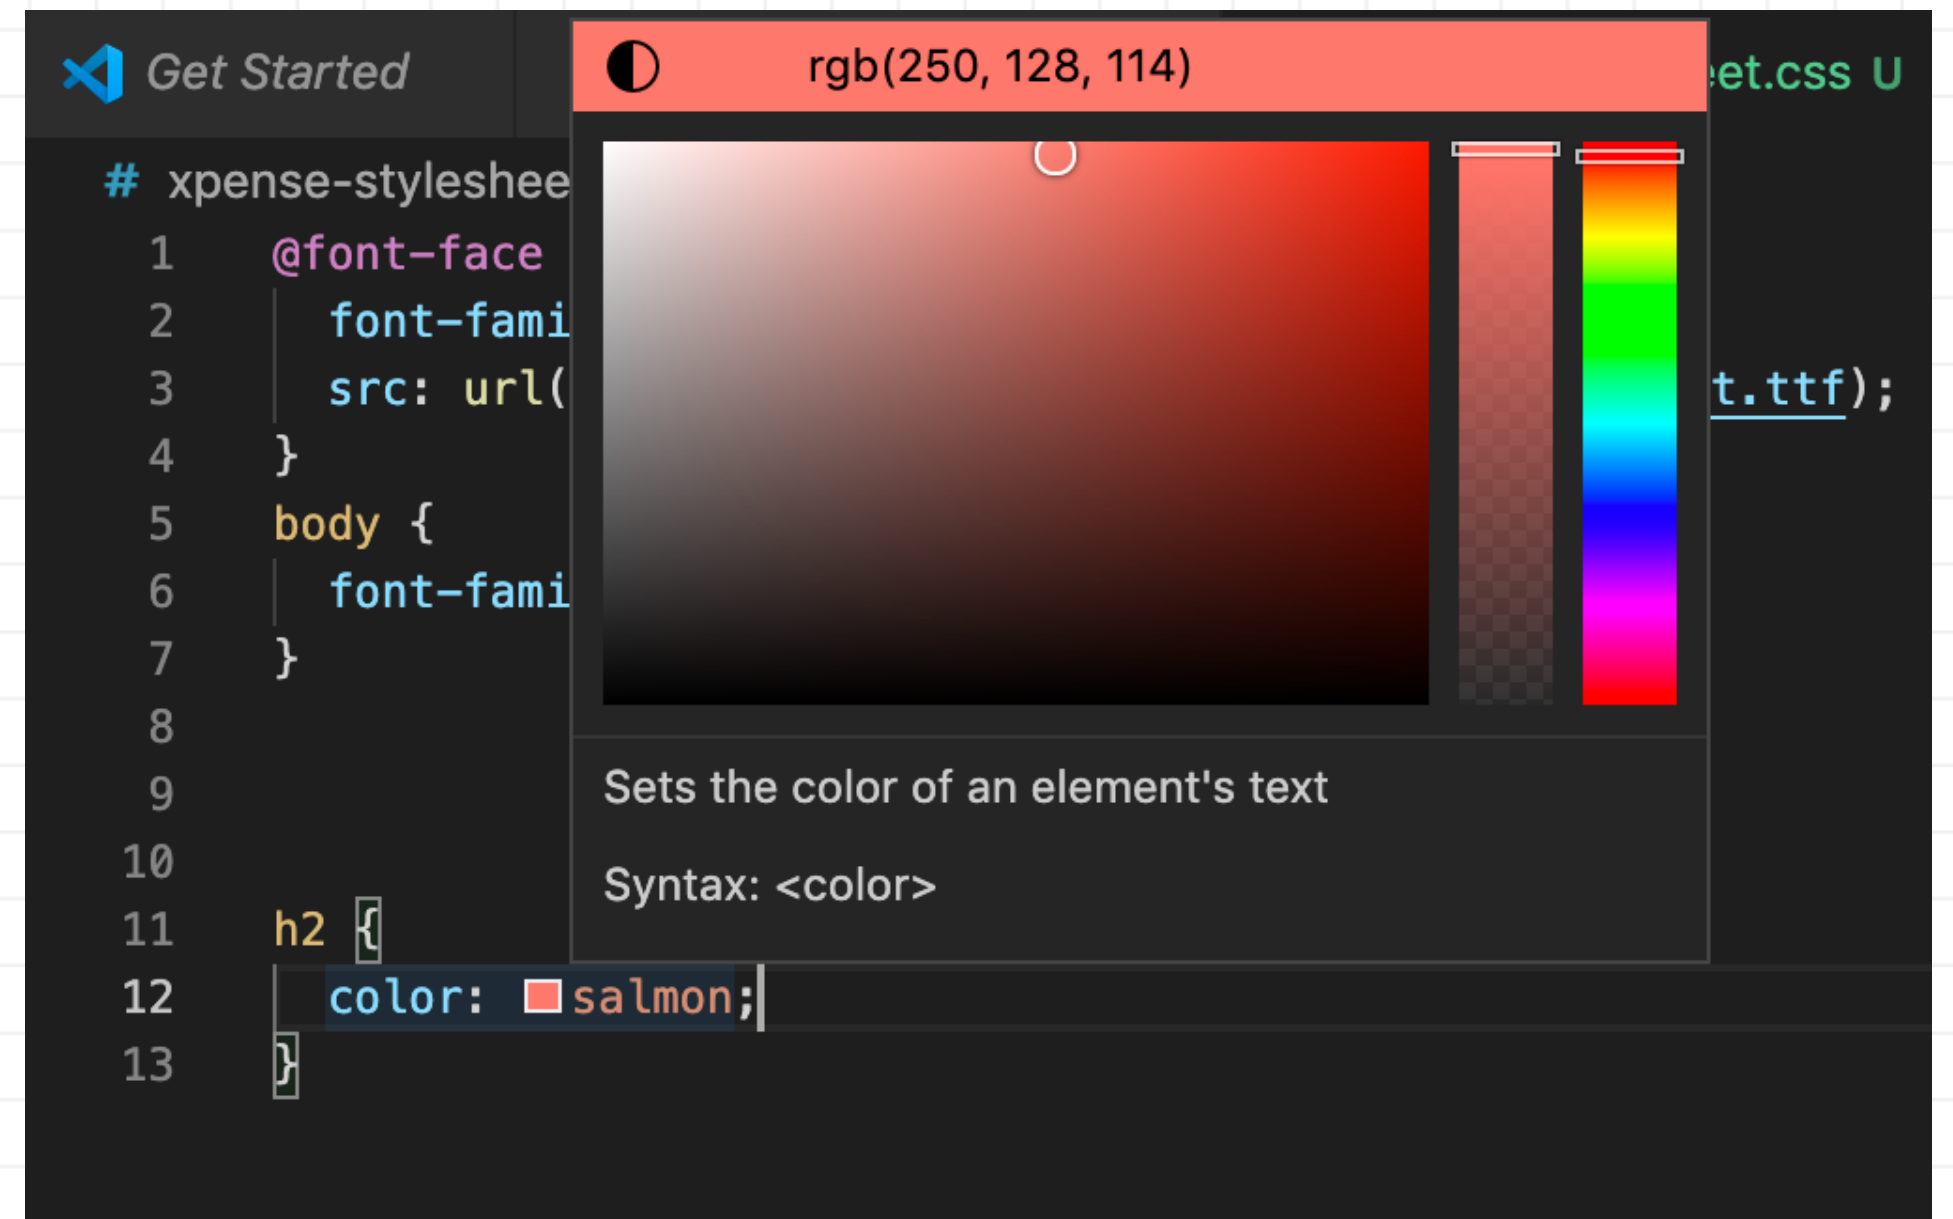 Get Started
rgb(250, 128, 114)
eet.css U
# xpense-styleshee
1 @font-face
2 font-fami
3 src: url( t.ttf);
4 }
5 body {
6 font-fami
7 }
8
9
10
11 h2 {
12 color: salmon;
13 }
Sets the color of an element's text
Syntax: <color>